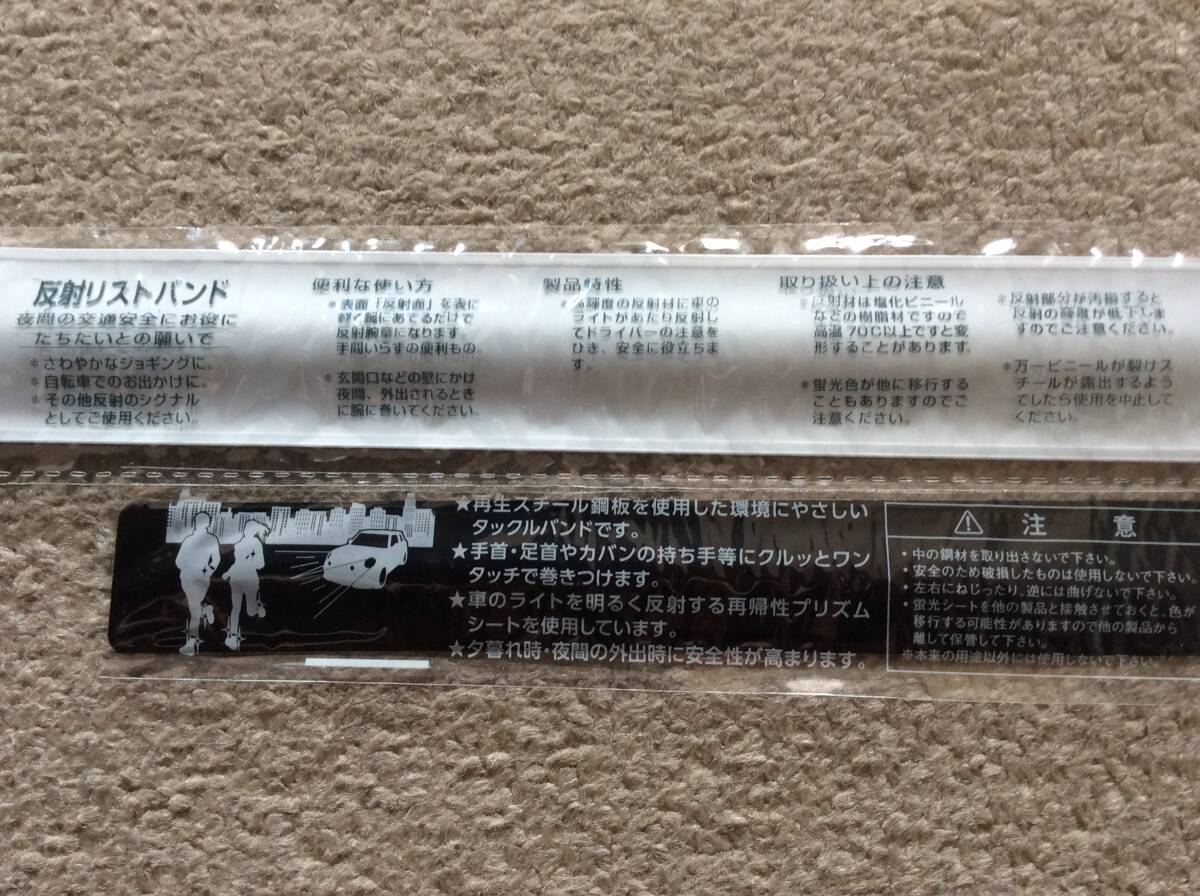 反射リストバンド
夜間の交通安全にお役に
たちたいとの願いで
＊さわやかなジョギングに。
＊自転車でのお出かけに。
＊その他反射のシグナル
としてご使用ください。
便利な使い方
＊表面「反射面」を表に
軽く腕にあてるだけで
反射腕章になります。
手間いらずの便利もの。
＊玄関口などの壁にかけ
夜間、外出されるとき
に腕に巻いてください。
製品特性
輝度の反射材に車の
ライトがあたり反射し
てドライバーの注意を
ひき、安全に役立ちま
す。
取り扱い上の注意
＊反射材は塩化ビニール
などの樹脂材ですので
高温70℃以上ですと変
形することがあります。
＊蛍光色が他に移行する
こともありますのでご
注意ください。
＊反射部分が汚損すると
反射の輝度が低下しま
すのでご注意ください。
＊万一ビニールが裂けス
チールが露出するよう
でしたら使用を中止して
ください。
★再生スチール鋼板を使用した環境にやさしい
タックルバンドです。
★手首・足首やカバンの持ち手等にクルッとワン
タッチで巻きつけます。
★車のライトを明るく反射する再帰性プリズム
シートを使用しています。
★夕暮れ時・夜間の外出時に安全性が高まります。
⚠ 注 意
・中の鋼材を取り出さないで下さい。
・安全のため破損したものは使用しないで下さい。
・左右にねじったり、逆には曲げないで下さい。
・蛍光シートを他の製品と接触させておくと、色が
移行する可能性がありますので他の製品から
離して保管して下さい。
※本来の用途以外には使用しないで下さい。